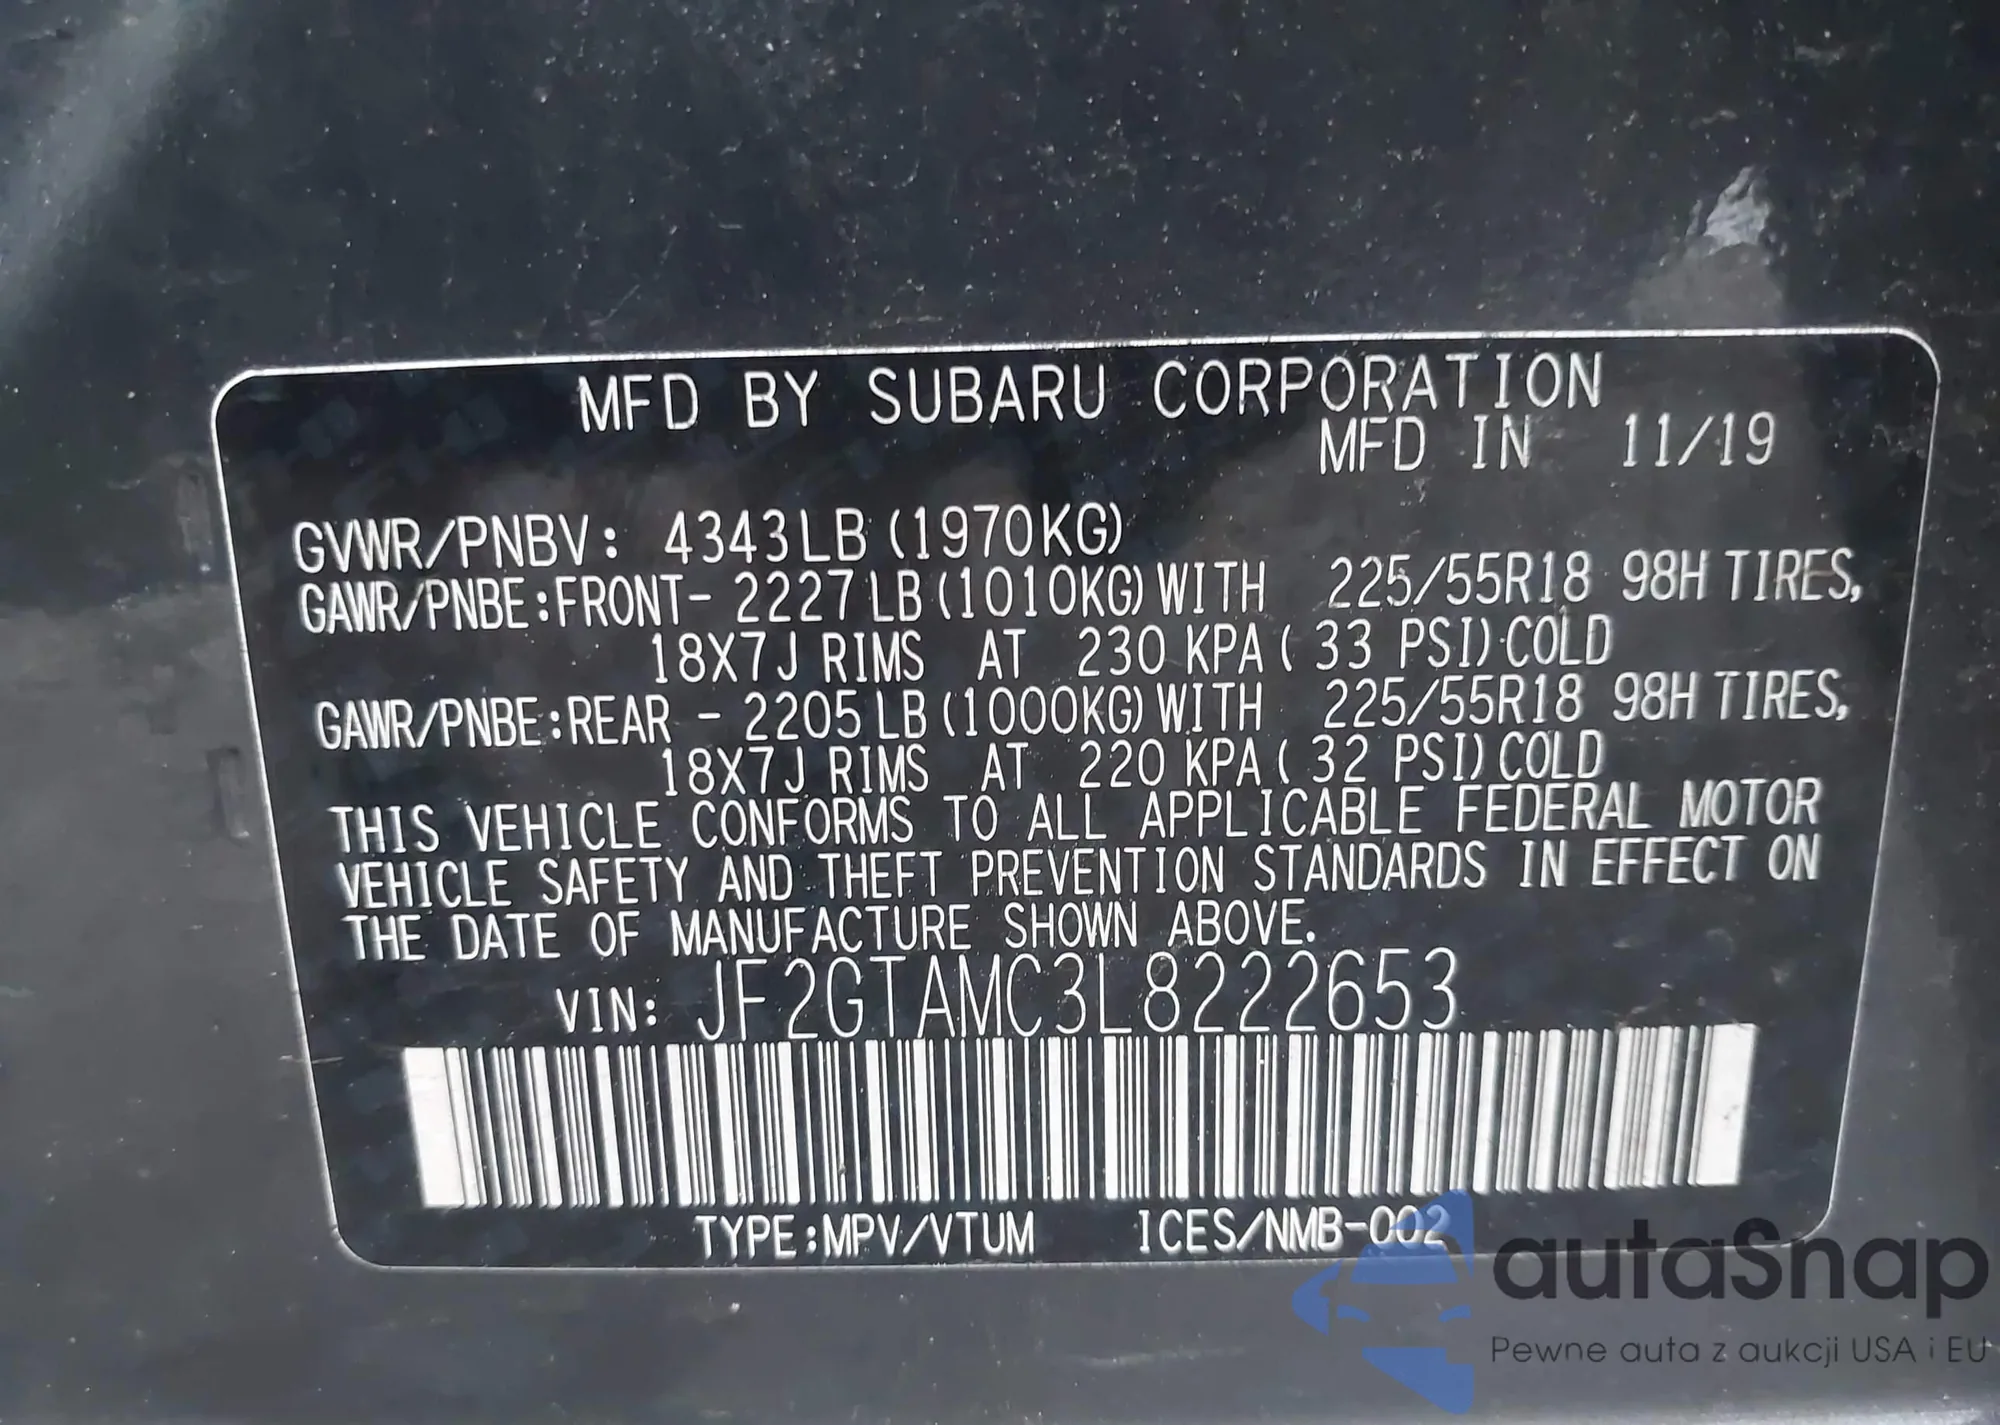 MFD BY SUBARU CORPORATION
MFD IN 11/19
GVWR/PNBV: 4343LB (1970KG)
GAWR/PNBE:FRONT- 2227LB (1010KG) WITH 225/55R18 98H TIRES,
18X7J RIMS AT 230 KPA ( 33 PSI) COLD
GAWR/PNBE:REAR - 2205LB (1000KG) WITH 225/55R18 98H TIRES,
18X7J RIMS AT 220 KPA ( 32 PSI) COLD
THIS VEHICLE CONFORMS TO ALL APPLICABLE FEDERAL MOTOR
VEHICLE SAFETY AND THEFT PREVENTION STANDARDS IN EFFECT ON
THE DATE OF MANUFACTURE SHOWN ABOVE.
VIN: JF2GTAMC3L8222653
TYPE:MPV/VTUM ICES/NMB-002
autaSnap
Pewne auta z aukcji USA i EU